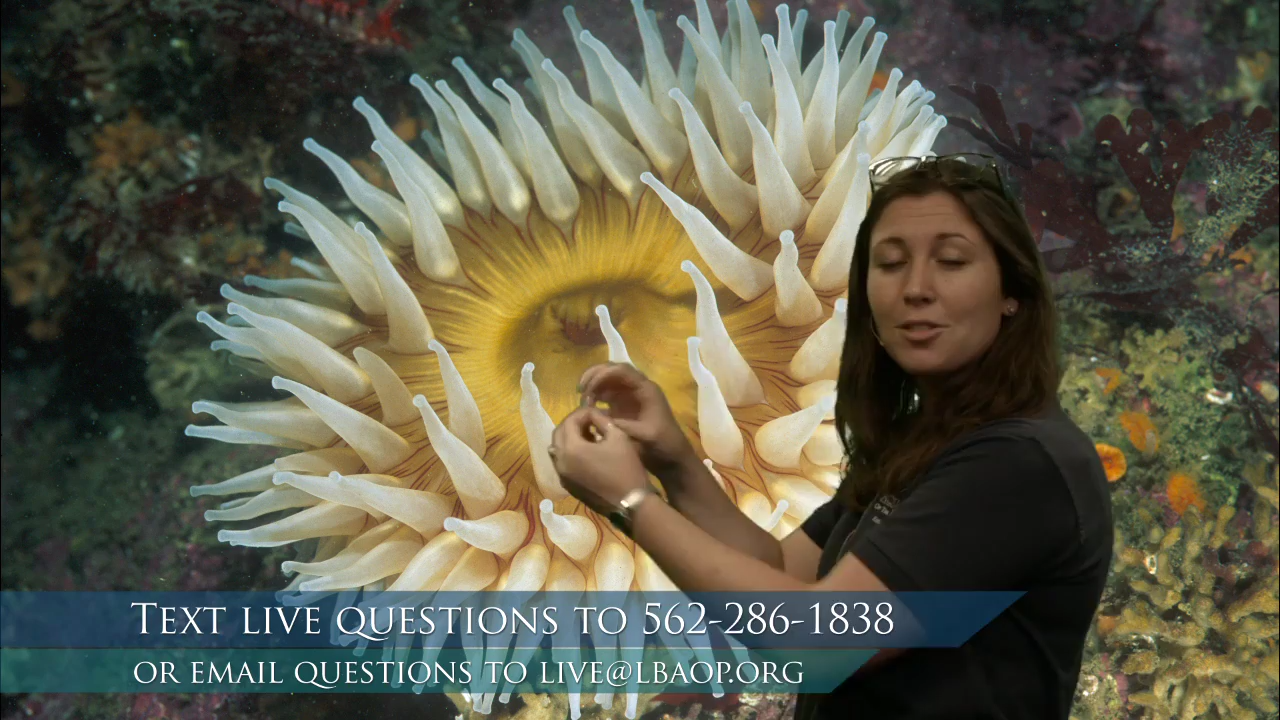 Text live questions to 562-286-1838
or email questions to live@lbaop.org